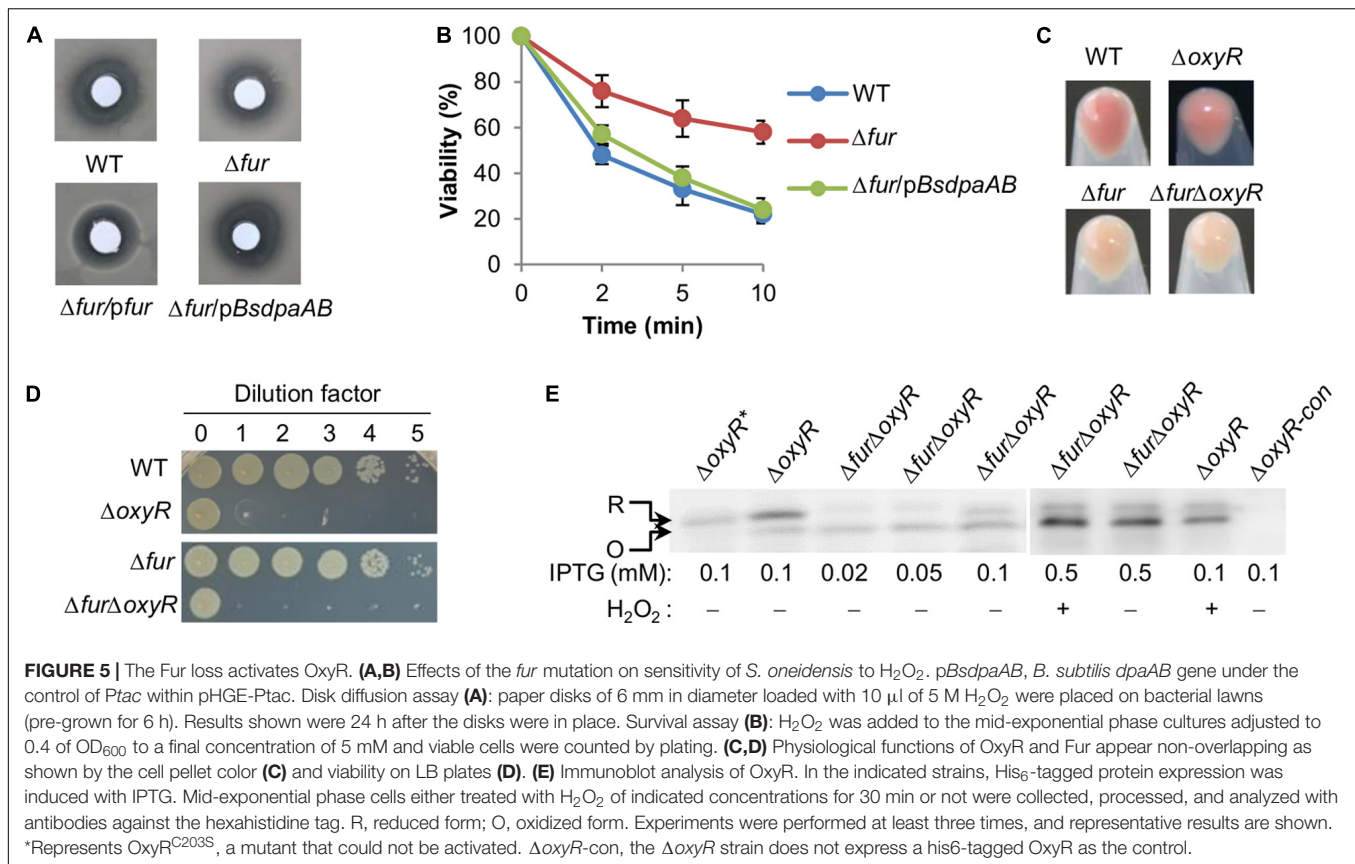 A
WT
Δfur
Δfur/pfur
Δfur/pBsdpaAB
B
Viability (%)
100
80
60
40
20
0
0 2 5 10
Time (min)
WT
Δfur
Δfur/pBsdpaAB
C
WT ΔoxyR
Δfur ΔfurΔoxyR
D
Dilution factor
0 1 2 3 4 5
WT
ΔoxyR
Δfur
ΔfurΔoxyR
E
ΔoxyR* ΔoxyR ΔfurΔoxyR ΔfurΔoxyR ΔfurΔoxyR ΔfurΔoxyR ΔfurΔoxyR ΔoxyR ΔoxyR-con
R
O
IPTG (mM): 0.1 0.1 0.02 0.05 0.1 0.5 0.5 0.1 0.1
H₂O₂ : – – – – – + – + –
FIGURE 5 | The Fur loss activates OxyR. (A,B) Effects of the fur mutation on sensitivity of S. oneidensis to H₂O₂. pBsdpaAB, B. subtilis dpaAB gene under the
control of Ptac within pHGE-Ptac. Disk diffusion assay (A): paper disks of 6 mm in diameter loaded with 10 μl of 5 M H₂O₂ were placed on bacterial lawns
(pre-grown for 6 h). Results shown were 24 h after the disks were in place. Survival assay (B): H₂O₂ was added to the mid-exponential phase cultures adjusted to
0.4 of OD₆₀₀ to a final concentration of 5 mM and viable cells were counted by plating. (C,D) Physiological functions of OxyR and Fur appear non-overlapping as
shown by the cell pellet color (C) and viability on LB plates (D). (E) Immunoblot analysis of OxyR. In the indicated strains, His₆-tagged protein expression was
induced with IPTG. Mid-exponential phase cells either treated with H₂O₂ of indicated concentrations for 30 min or not were collected, processed, and analyzed with
antibodies against the hexahistidine tag. R, reduced form; O, oxidized form. Experiments were performed at least three times, and representative results are shown.
*Represents OxyR^C203S, a mutant that could not be activated. ΔoxyR-con, the ΔoxyR strain does not express a his6-tagged OxyR as the control.